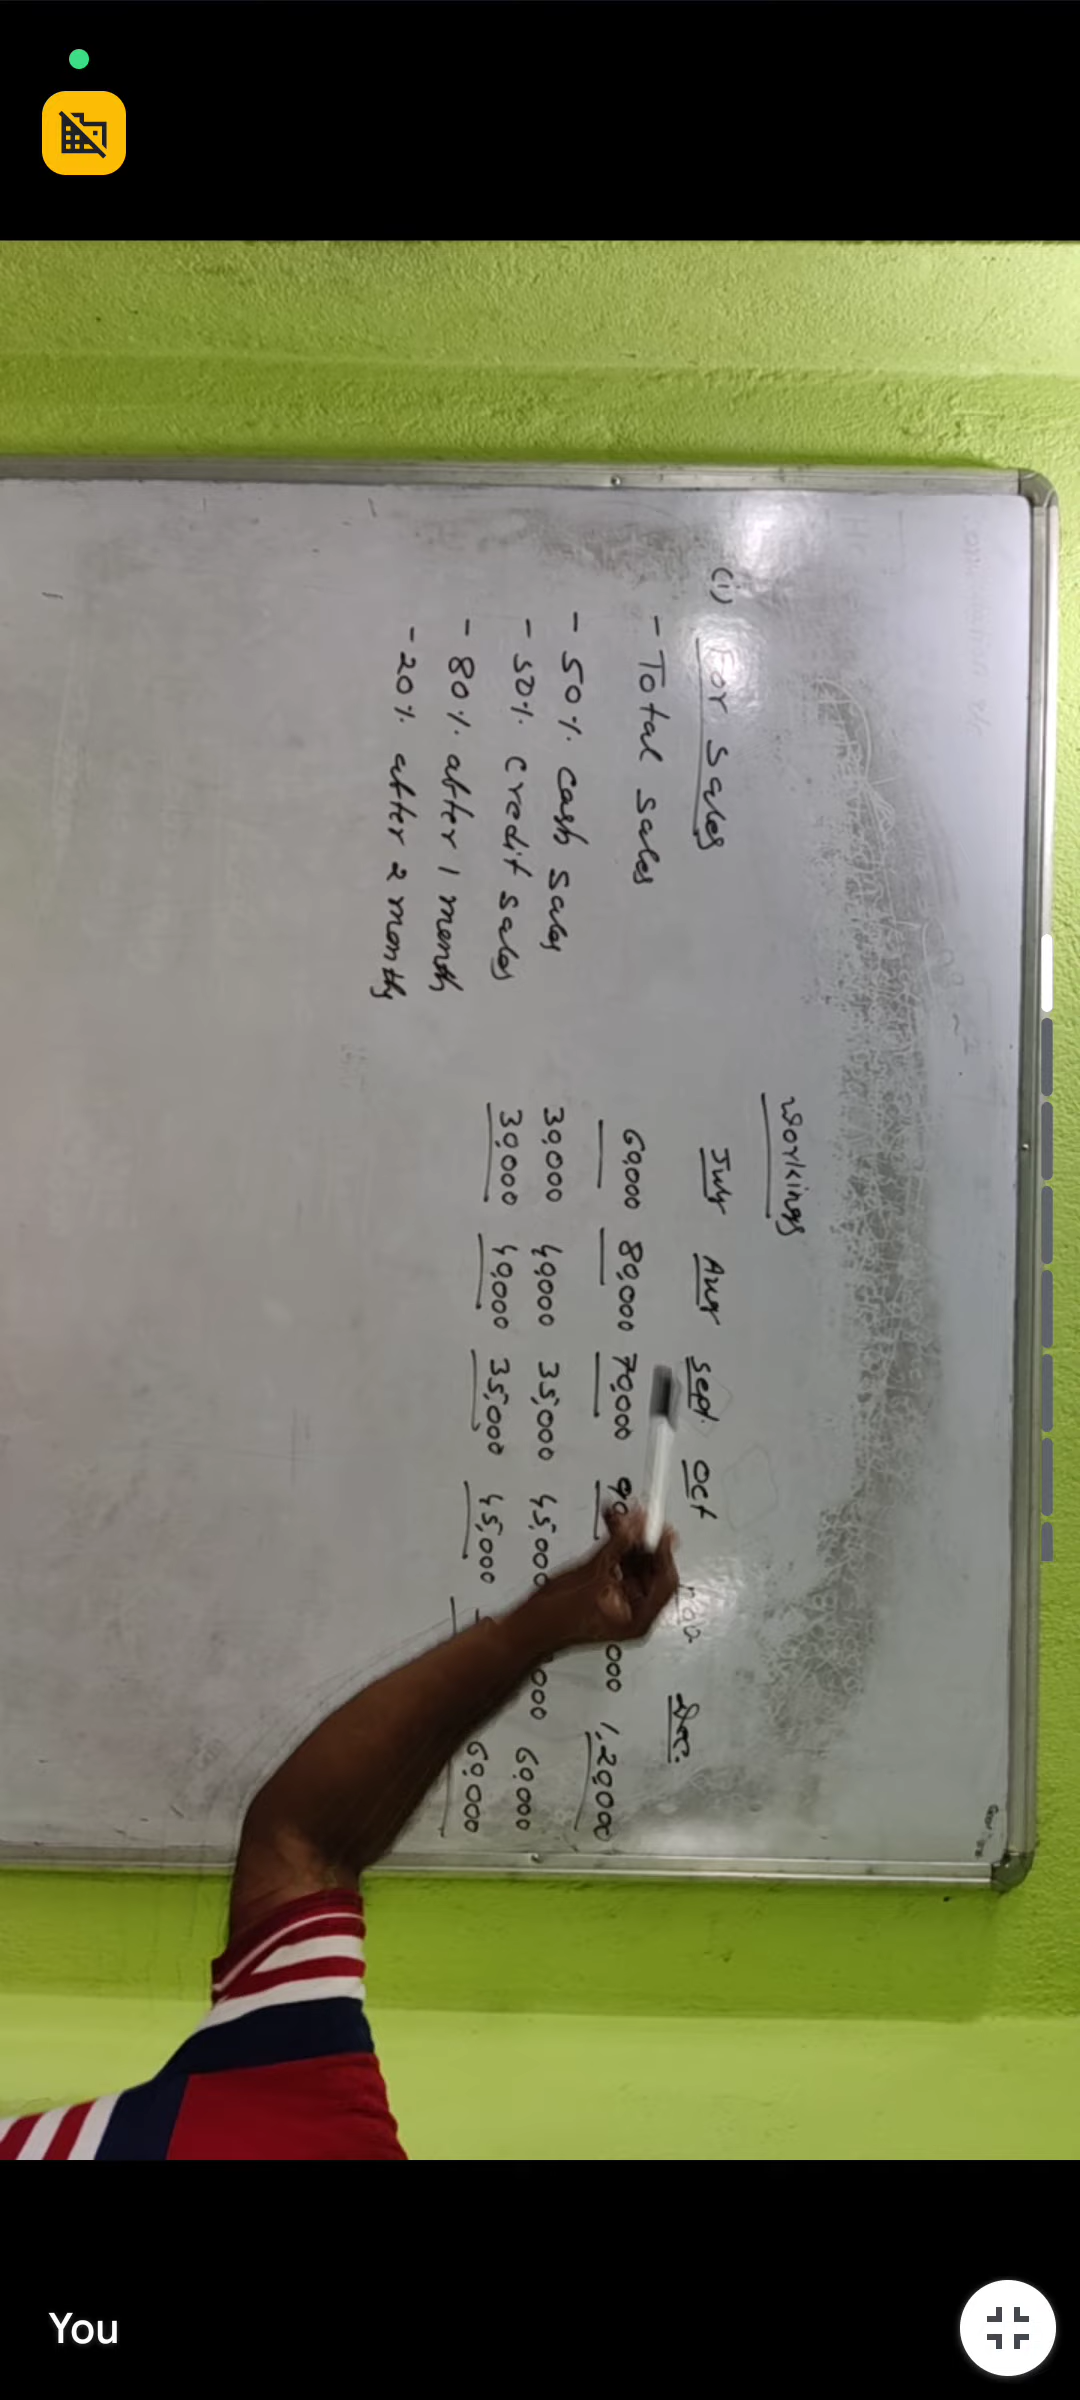 Workings
July Aug Sept. Oct Dec.
(i) For Sales
- Total Sales 60,000 80,000 70,000 000 1,20,000
- 50%. Cash Sales 30,000 40,000 35,000 45,000 000 60,000
- 50%. Credit Sales 30,000 40,000 35,000 45,000 60,000
- 80%. after 1 month
- 20%. after 2 months
You